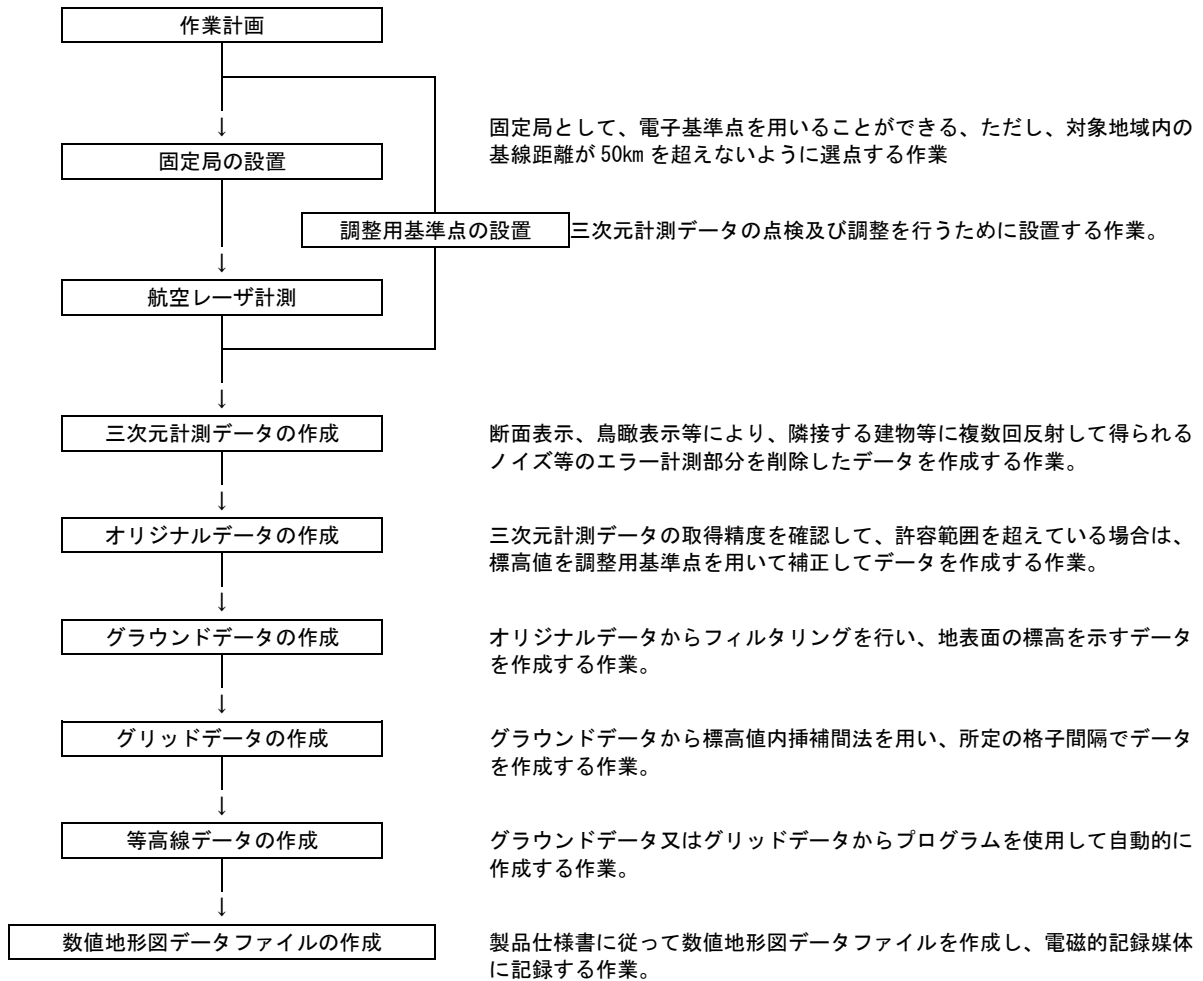 作業計画
↓
固定局の設置
固定局として、電子基準点を用いることができる、ただし、対象地域内の
基線距離が 50km を超えないように選点する作業
調整用基準点の設置
三次元計測データの点検及び調整を行うために設置する作業。
↓
航空レーザ計測
↓
三次元計測データの作成
断面表示、鳥瞰表示等により、隣接する建物等に複数回反射して得られる
ノイズ等のエラー計測部分を削除したデータを作成する作業。
↓
オリジナルデータの作成
三次元計測データの取得精度を確認して、許容範囲を超えている場合は、
標高値を調整用基準点を用いて補正してデータを作成する作業。
↓
グラウンドデータの作成
オリジナルデータからフィルタリングを行い、地表面の標高を示すデータ
を作成する作業。
↓
グリッドデータの作成
グラウンドデータから標高値内挿補間法を用い、所定の格子間隔でデータ
を作成する作業。
↓
等高線データの作成
グラウンドデータ又はグリッドデータからプログラムを使用して自動的に
作成する作業。
↓
数値地形図データファイルの作成
製品仕様書に従って数値地形図データファイルを作成し、電磁的記録媒体
に記録する作業。